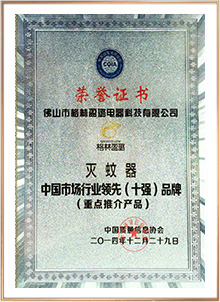 CQIA
荣誉证书
佛山市格林盈璐电器科技有限公司
格林盈璐
灭蚊器
中国市场行业领先（十强）品牌
（重点推介产品）
中国质量信息协会
二〇一四年十二月二十九日